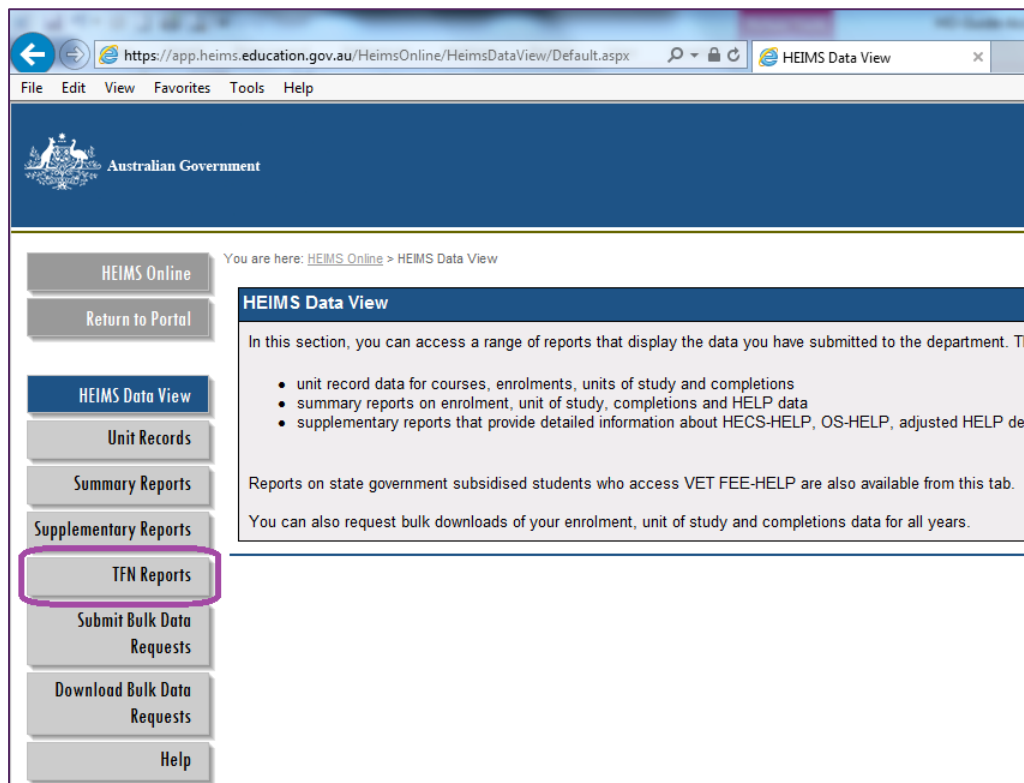 https://app.heims.education.gov.au/HeimsOnline/HeimsDataView/Default.aspx
HEIMS Data View
File Edit View Favorites Tools Help
Australian Government
You are here: HEIMS Online > HEIMS Data View
HEIMS Online
Return to Portal
HEIMS Data View
Unit Records
Summary Reports
Supplementary Reports
TFN Reports
Submit Bulk Data
Requests
Download Bulk Data
Requests
Help
HEIMS Data View
In this section, you can access a range of reports that display the data you have submitted to the department.
unit record data for courses, enrolments, units of study and completions
summary reports on enrolment, unit of study, completions and HELP data
supplementary reports that provide detailed information about HECS-HELP, OS-HELP, adjusted HELP
Reports on state government subsidised students who access VET FEE-HELP are also available from this tab.
You can also request bulk downloads of your enrolment, unit of study and completions data for all years.